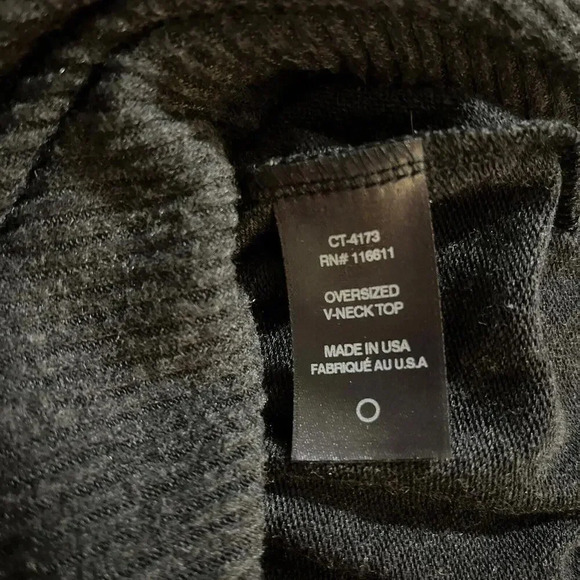 CT-4173
RN# 116611
OVERSIZED
V-NECK TOP
MADE IN USA
FABRIQUÉ AU U.S.A